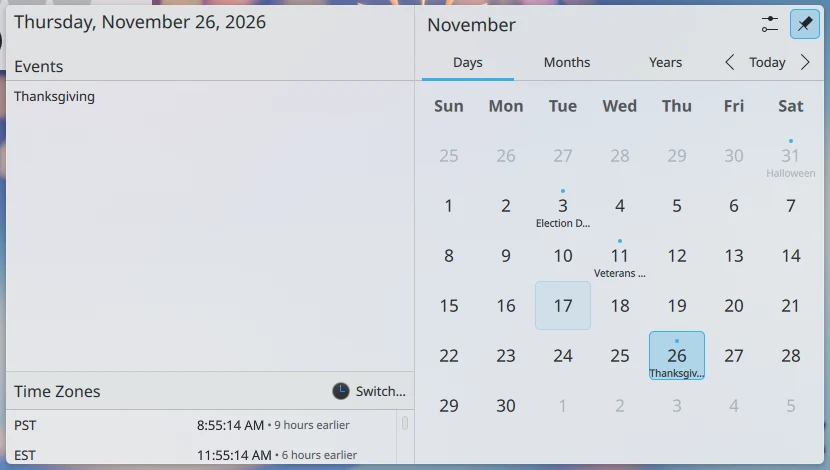 Thursday, November 26, 2026
Events
Thanksgiving
Time Zones
Switch...
PST 8:55:14 AM • 9 hours earlier
EST 11:55:14 AM • 6 hours earlier
November
Days Months Years Today
Sun Mon Tue Wed Thu Fri Sat
25 26 27 28 29 30 31
Halloween
1 2 3 4 5 6 7
Election D...
8 9 10 11 12 13 14
Veterans ...
15 16 17 18 19 20 21
22 23 24 25 26 27 28
Thanksgiv...
29 30 1 2 3 4 5